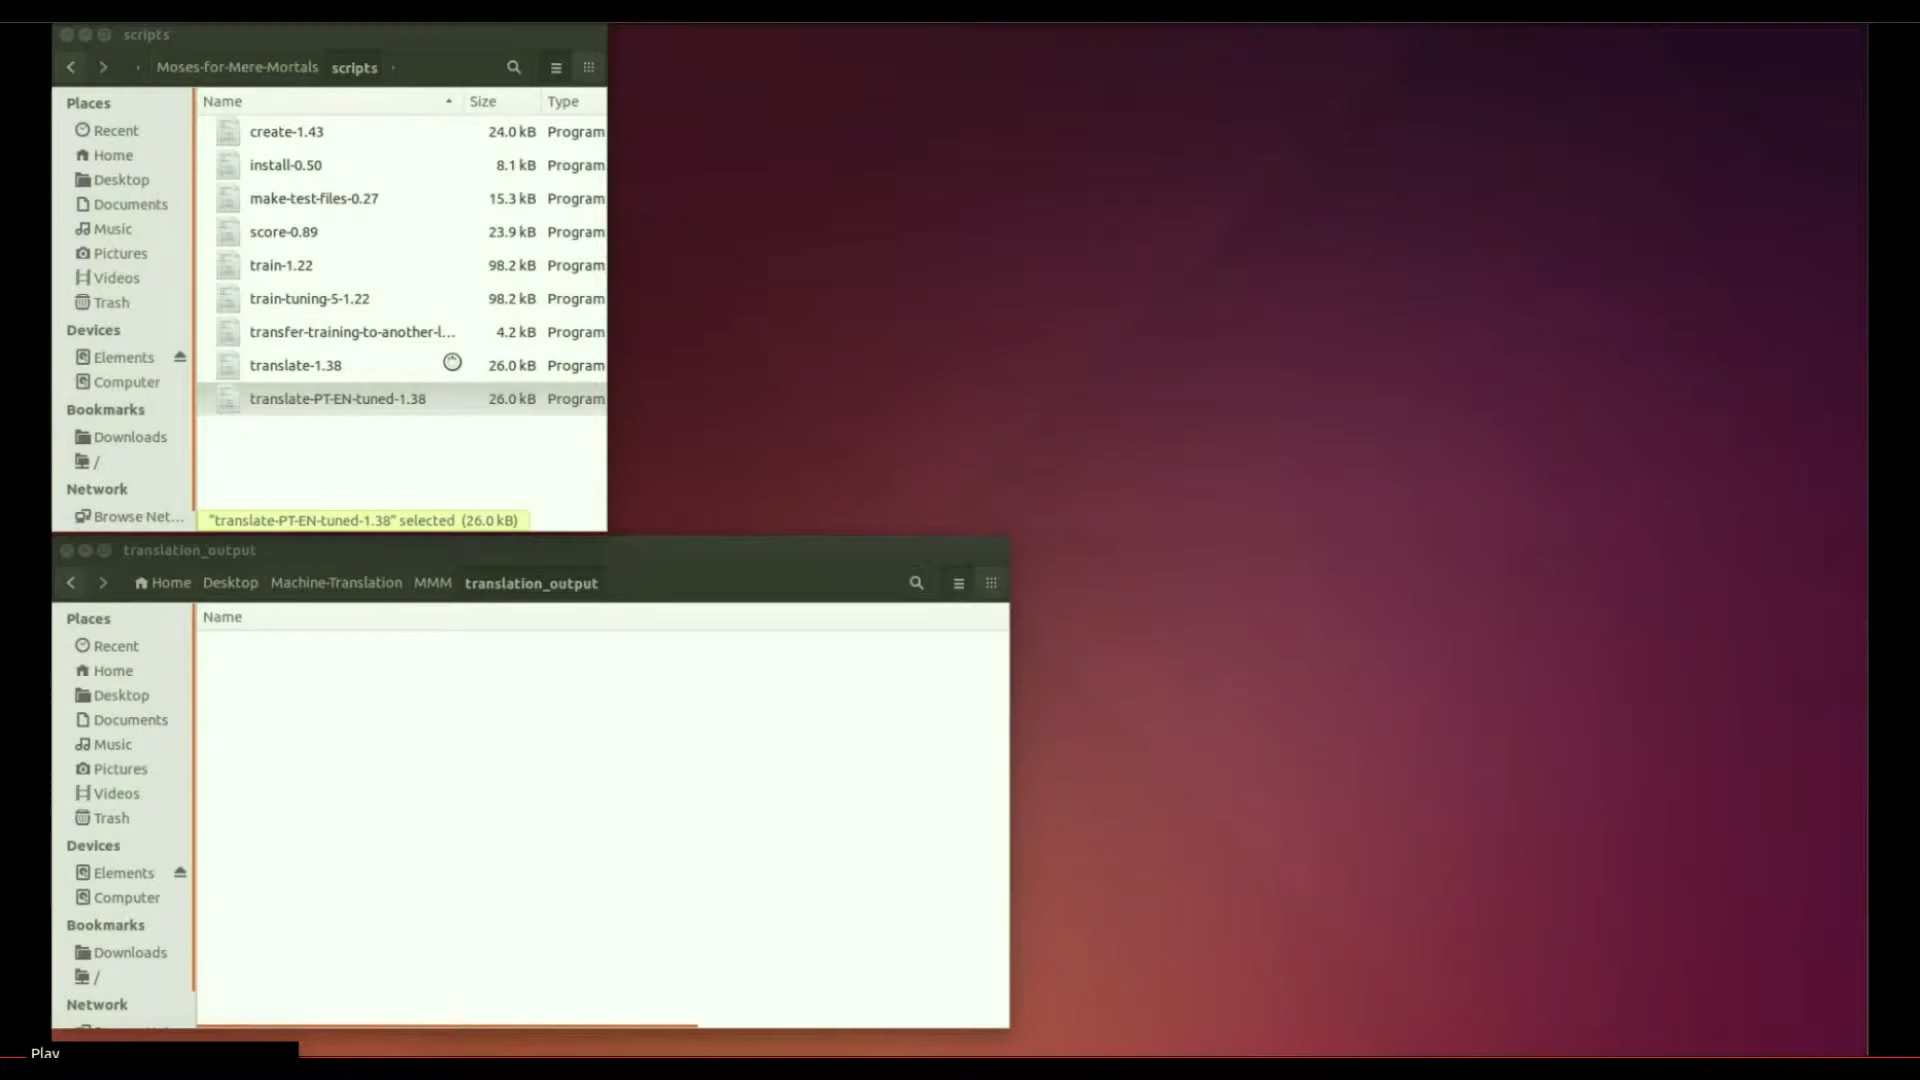 scripts
Moses-for-Mere-Mortals scripts
Places
Recent
Home
Desktop
Documents
Music
Pictures
Videos
Trash
Devices
Elements
Computer
Bookmarks
Downloads
/
Network
Browse Net...
Name Size Type
create-1.43 24.0 kB Program
install-0.50 8.1 kB Program
make-test-files-0.27 15.3 kB Program
score-0.89 23.9 kB Program
train-1.22 98.2 kB Program
train-tuning-5-1.22 98.2 kB Program
transfer-training-to-another-l... 4.2 kB Program
translate-1.38 26.0 kB Program
translate-PT-EN-tuned-1.38 26.0 kB Program
"translate-PT-EN-tuned-1.38" selected (26.0 kB)
translation_output
Home Desktop Machine-Translation MMM translation_output
Places
Recent
Home
Desktop
Documents
Music
Pictures
Videos
Trash
Devices
Elements
Computer
Bookmarks
Downloads
/
Network
Name
Play